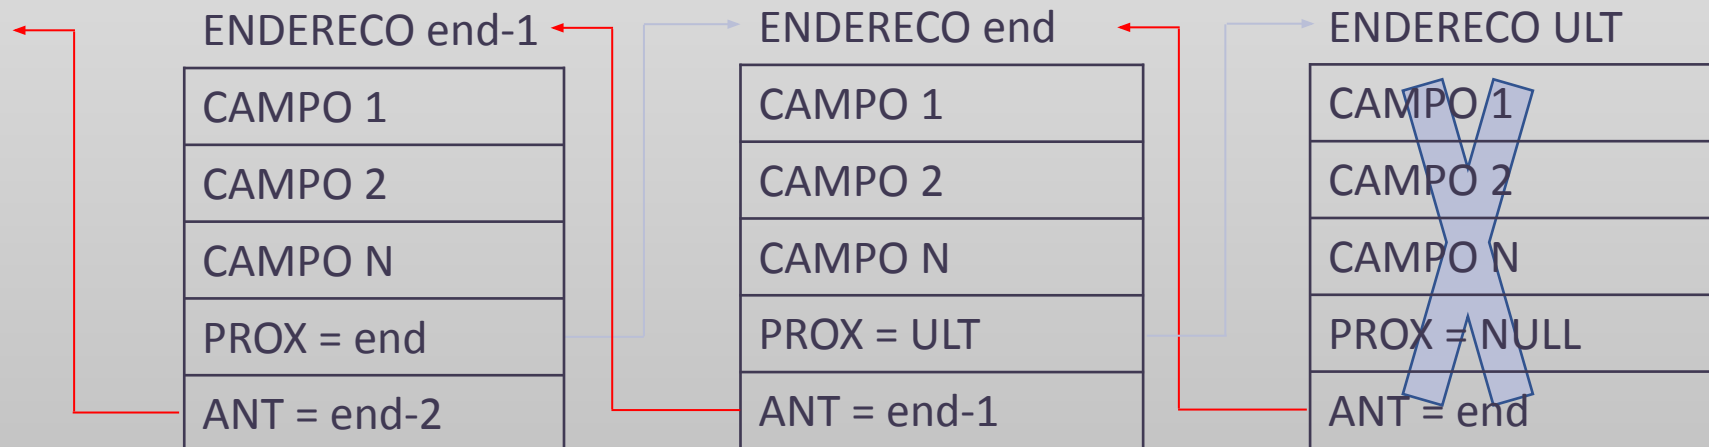 ENDERECO end-1
CAMPO 1
CAMPO 2
CAMPO N
PROX = end
ANT = end-2
ENDERECO end
CAMPO 1
CAMPO 2
CAMPO N
PROX = ULT
ANT = end-1
ENDERECO ULT
CAMPO 1
CAMPO 2
CAMPO N
PROX = NULL
ANT = end